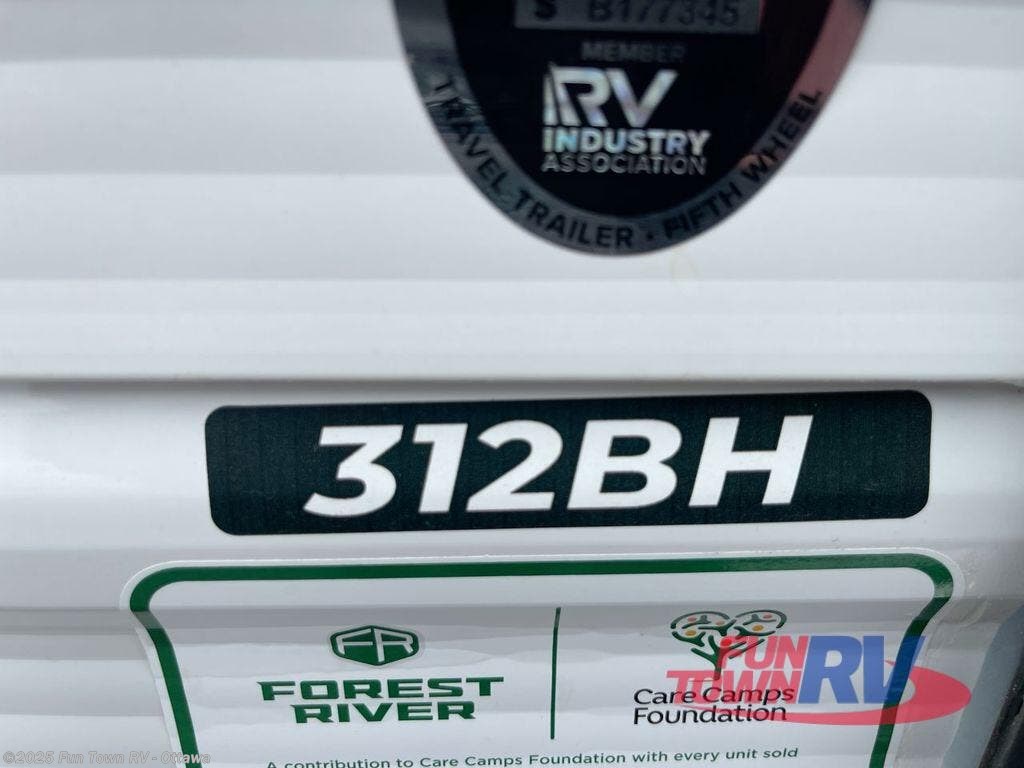 S B177345
MEMBER
RV
INDUSTRY
ASSOCIATION
TRAVEL TRAILER • FIFTH WHEEL
312BH
FR
FOREST
RIVER
Care Camps
Foundation
FUN
TOWN RV
A contribution to Care Camps Foundation with every unit sold
©2025 Fun Town RV - Ottawa